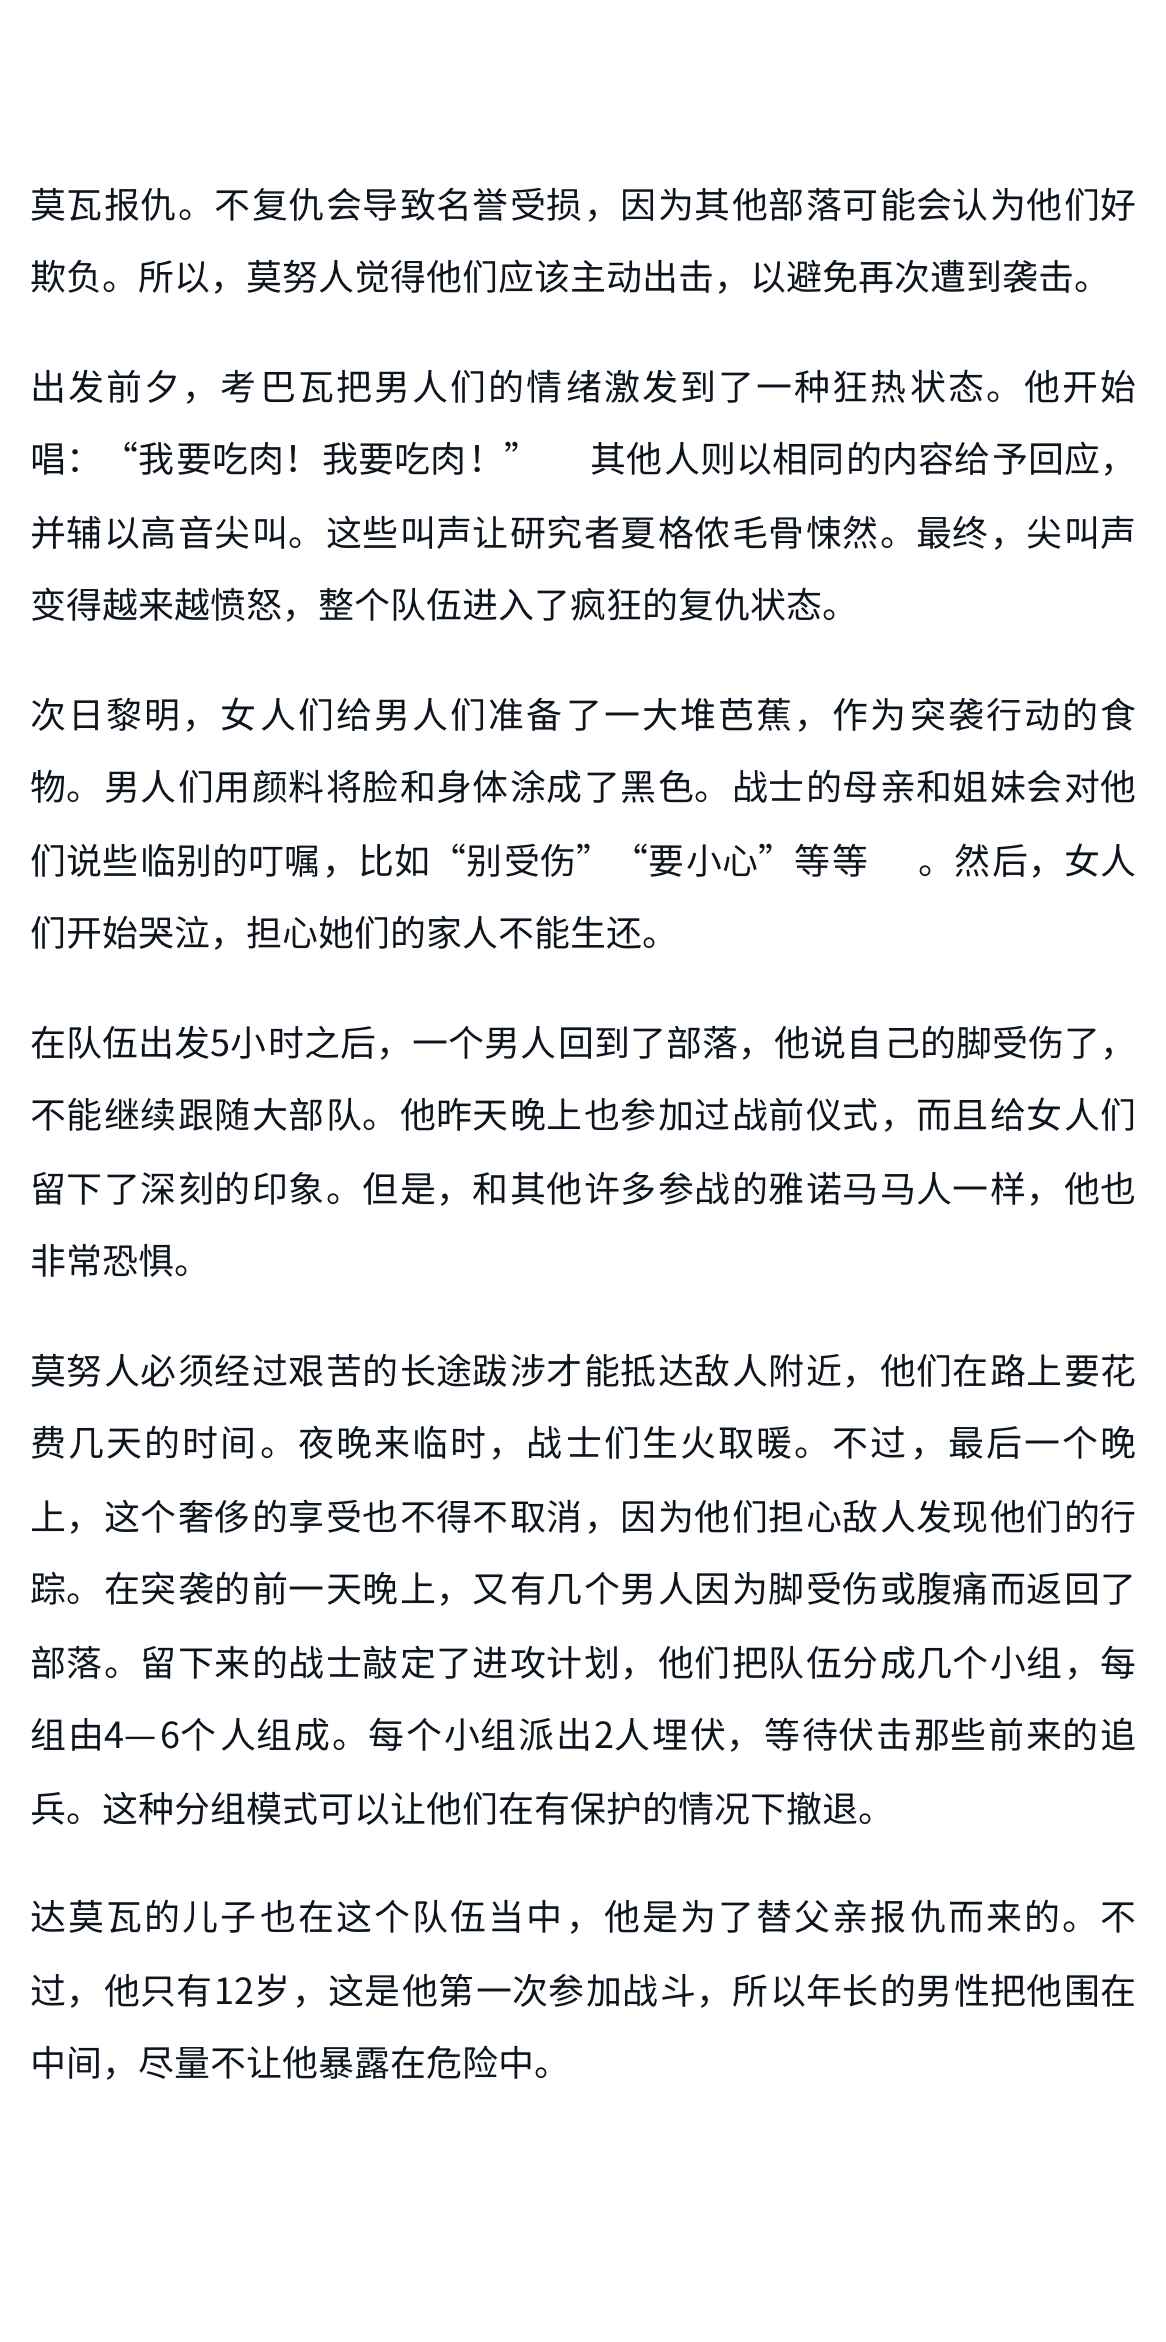 莫瓦报仇。不复仇会导致名誉受损，因为其他部落可能会认为他们好
欺负。所以，莫努人觉得他们应该主动出击，以避免再次遭到袭击。
出发前夕，考巴瓦把男人们的情绪激发到了一种狂热状态。他开始
唱：“我要吃肉！我要吃肉！” 其他人则以相同的内容给予回应，
并辅以高音尖叫。这些叫声让研究者夏格侬毛骨悚然。最终，尖叫声
变得越来越愤怒，整个队伍进入了疯狂的复仇状态。
次日黎明，女人们给男人们准备了一大堆芭蕉，作为突袭行动的食
物。男人们用颜料将脸和身体涂成了黑色。战士的母亲和姐妹会对他
们说些临别的叮嘱，比如“别受伤”“要小心”等等 。然后，女人
们开始哭泣，担心她们的家人不能生还。
在队伍出发5小时之后，一个男人回到了部落，他说自己的脚受伤了，
不能继续跟随大部队。他昨天晚上也参加过战前仪式，而且给女人们
留下了深刻的印象。但是，和其他许多参战的雅诺马马人一样，他也
非常恐惧。
莫努人必须经过艰苦的长途跋涉才能抵达敌人附近，他们在路上要花
费几天的时间。夜晚来临时，战士们生火取暖。不过，最后一个晚
上，这个奢侈的享受也不得不取消，因为他们担心敌人发现他们的行
踪。在突袭的前一天晚上，又有几个男人因为脚受伤或腹痛而返回了
部落。留下来的战士敲定了进攻计划，他们把队伍分成几个小组，每
组由4—6个人组成。每个小组派出2人埋伏，等待伏击那些前来的追
兵。这种分组模式可以让他们在有保护的情况下撤退。
达莫瓦的儿子也在这个队伍当中，他是为了替父亲报仇而来的。不
过，他只有12岁，这是他第一次参加战斗，所以年长的男性把他围在
中间，尽量不让他暴露在危险中。